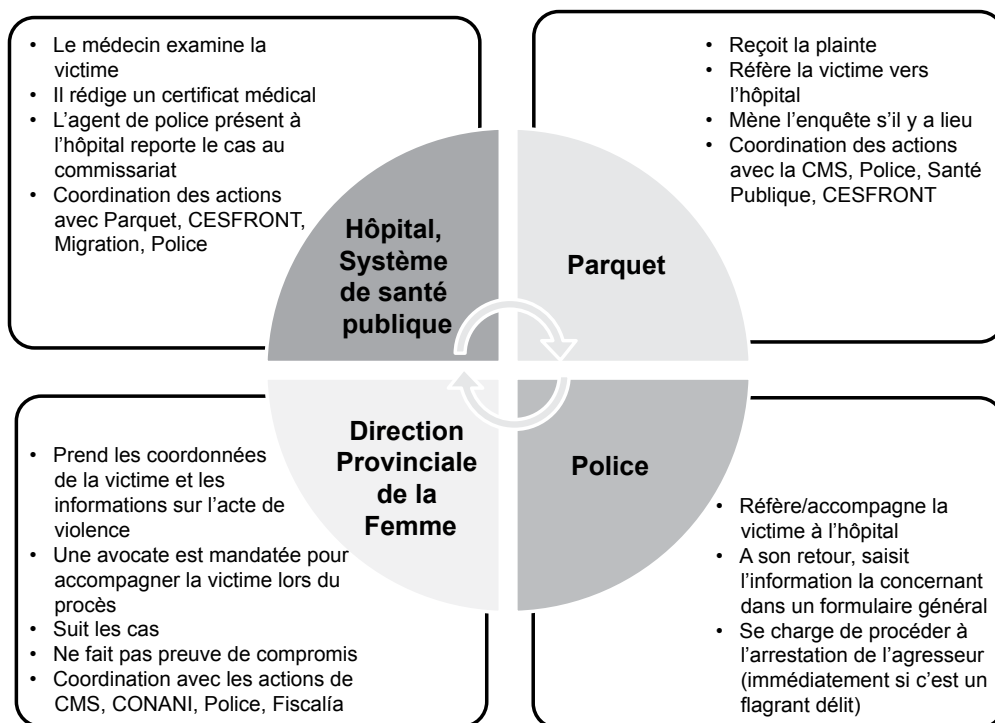 • Le médecin examine la
victime
• Il rédige un certificat médical
• L’agent de police présent à
l’hôpital reporte le cas au
commissariat
• Coordination des actions
avec Parquet, CESFRONT,
Migration, Police
• Reçoit la plainte
• Réfère la victime vers
l’hôpital
• Mène l’enquête s’il y a lieu
• Coordination des actions
avec la CMS, Police, Santé
Publique, CESFRONT
Hôpital,
Système
de santé
publique
Parquet
Direction
Provinciale
de la
Femme
Police
• Prend les coordonnées
de la victime et les
informations sur l’acte de
violence
• Une avocate est mandatée pour
accompagner la victime lors du
procès
• Suit les cas
• Ne fait pas preuve de compromis
• Coordination avec les actions de
CMS, CONANI, Police, Fiscalía
• Réfère/accompagne la
victime à l’hôpital
• A son retour, saisit
l’information la concernant
dans un formulaire général
• Se charge de procéder à
l’arrestation de l’agresseur
(immédiatement si c’est un
flagrant délit)